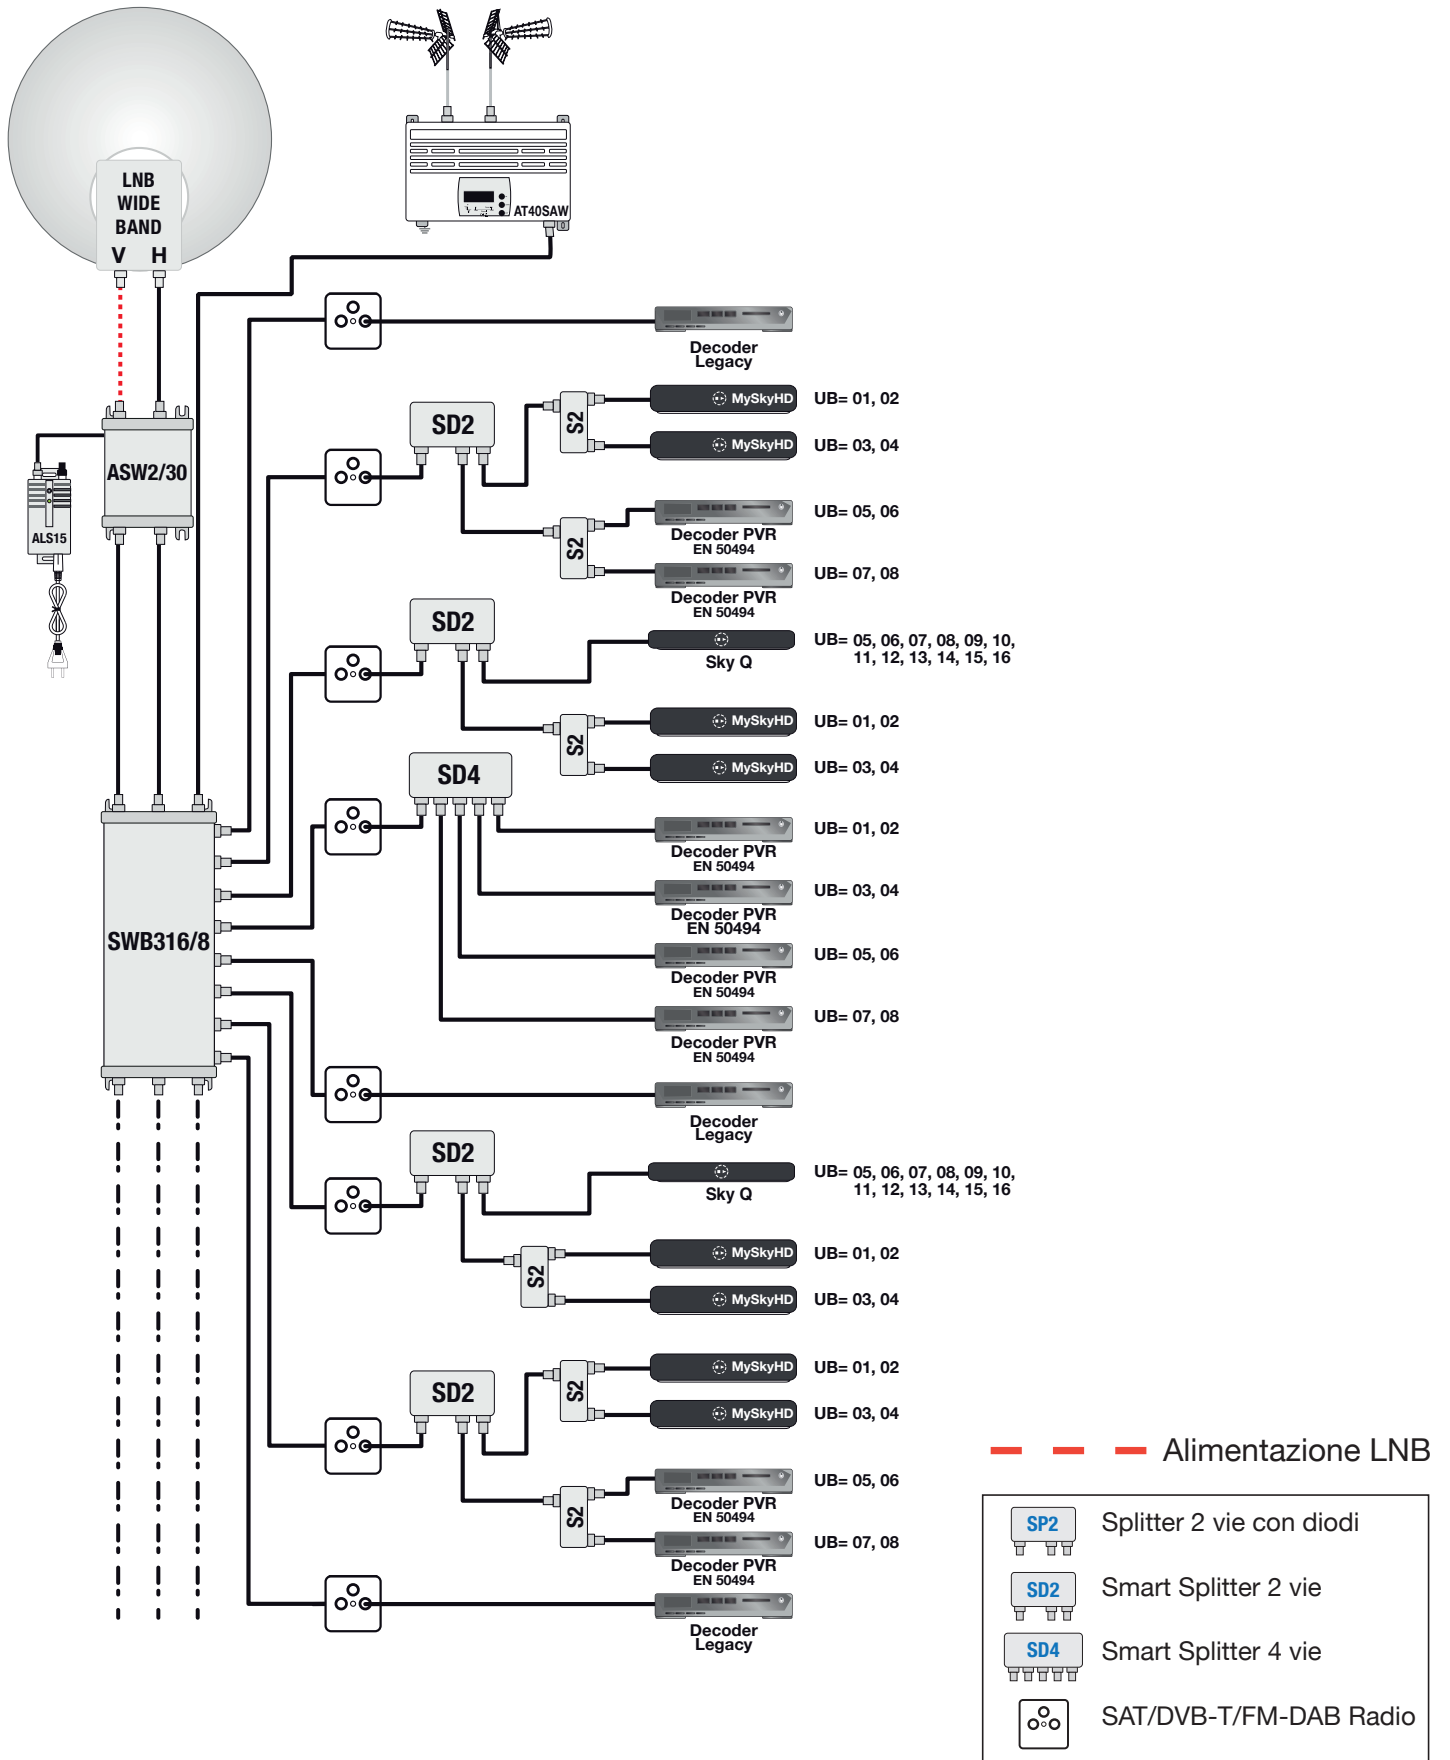 LNB
WIDE
BAND
V H
AT40SAW
Decoder
Legacy
ASW2/30
ALS15
SD2
S2
MySkyHD
UB= 01, 02
MySkyHD
UB= 03, 04
S2
UB= 05, 06
Decoder PVR
EN 50494
UB= 07, 08
Decoder PVR
EN 50494
SD2
UB= 05, 06, 07, 08, 09, 10,
11, 12, 13, 14, 15, 16
Sky Q
S2
MySkyHD
UB= 01, 02
MySkyHD
UB= 03, 04
SD4
UB= 01, 02
Decoder PVR
EN 50494
UB= 03, 04
Decoder PVR
EN 50494
SWB316/8
UB= 05, 06
Decoder PVR
EN 50494
UB= 07, 08
Decoder PVR
EN 50494
Decoder
Legacy
SD2
UB= 05, 06, 07, 08, 09, 10,
11, 12, 13, 14, 15, 16
Sky Q
S2
MySkyHD
UB= 01, 02
MySkyHD
UB= 03, 04
SD2
S2
MySkyHD
UB= 01, 02
MySkyHD
UB= 03, 04
S2
UB= 05, 06
Decoder PVR
EN 50494
UB= 07, 08
Decoder PVR
EN 50494
Decoder
Legacy
Alimentazione LNB
SP2 Splitter 2 vie con diodi
SD2 Smart Splitter 2 vie
SD4 Smart Splitter 4 vie
SAT/DVB-T/FM-DAB Radio